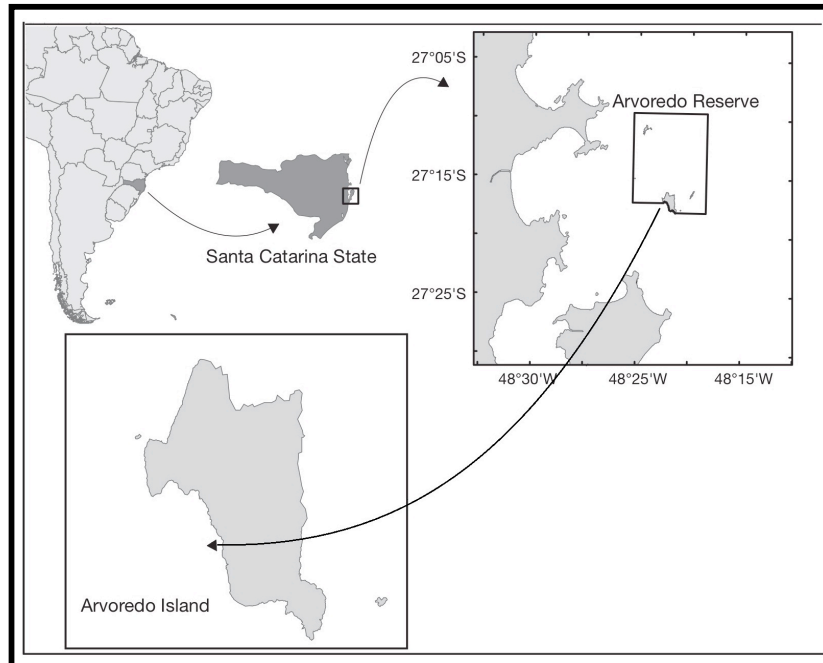 27°05'S
Arvoredo Reserve
27°15'S
Santa Catarina State
27°25'S
48°30'W
48°25'W
48°15'W
Arvoredo Island